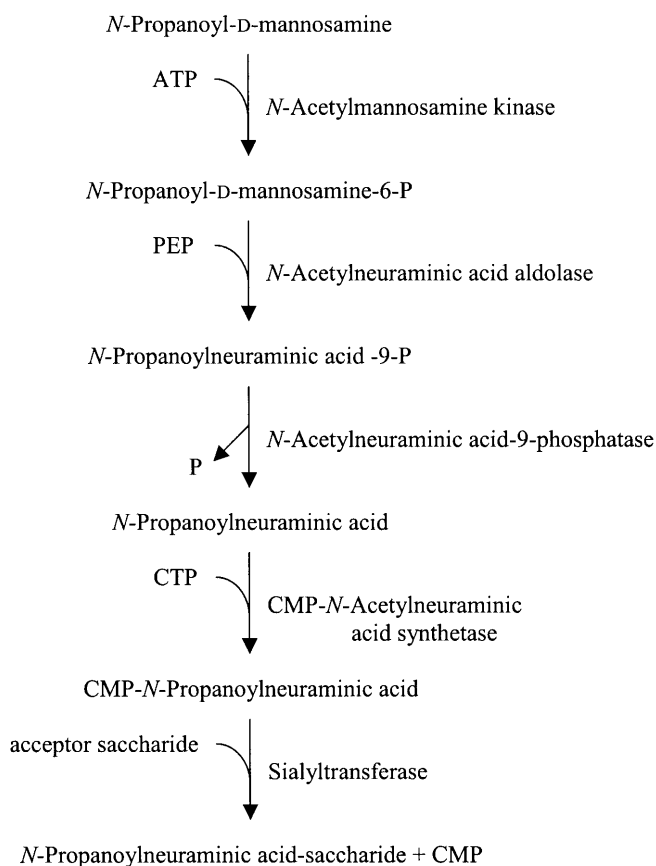 N-Propanoyl-D-mannosamine
ATP
N-Acetylmannosamine kinase
N-Propanoyl-D-mannosamine-6-P
PEP
N-Acetylneuraminic acid aldolase
N-Propanoylneuraminic acid -9-P
N-Acetylneuraminic acid-9-phosphatase
P
N-Propanoylneuraminic acid
CTP
CMP-N-Acetylneuraminic
acid synthetase
CMP-N-Propanoylneuraminic acid
acceptor saccharide
Sialyltransferase
N-Propanoylneuraminic acid-saccharide + CMP